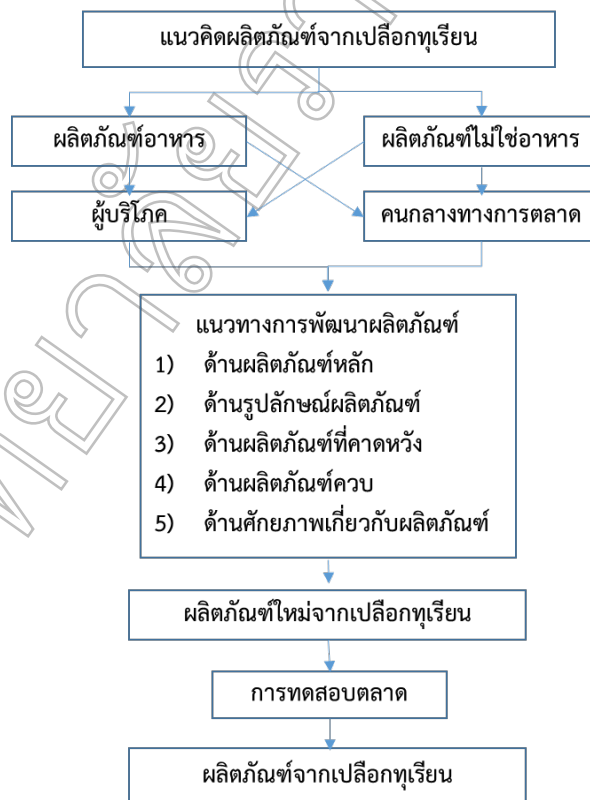 แนวคิดผลิตภัณฑ์จากเปลือกทุเรียน
ผลิตภัณฑ์อาหาร
ผลิตภัณฑ์ไม่ใช่อาหาร
ผู้บริโภค
คนกลางทางการตลาด
แนวทางการพัฒนาผลิตภัณฑ์
1) ด้านผลิตภัณฑ์หลัก
2) ด้านรูปลักษณ์ผลิตภัณฑ์
3) ด้านผลิตภัณฑ์ที่คาดหวัง
4) ด้านผลิตภัณฑ์ควบ
5) ด้านศักยภาพเกี่ยวกับผลิตภัณฑ์
ผลิตภัณฑ์ใหม่จากเปลือกทุเรียน
การทดสอบตลาด
ผลิตภัณฑ์จากเปลือกทุเรียน